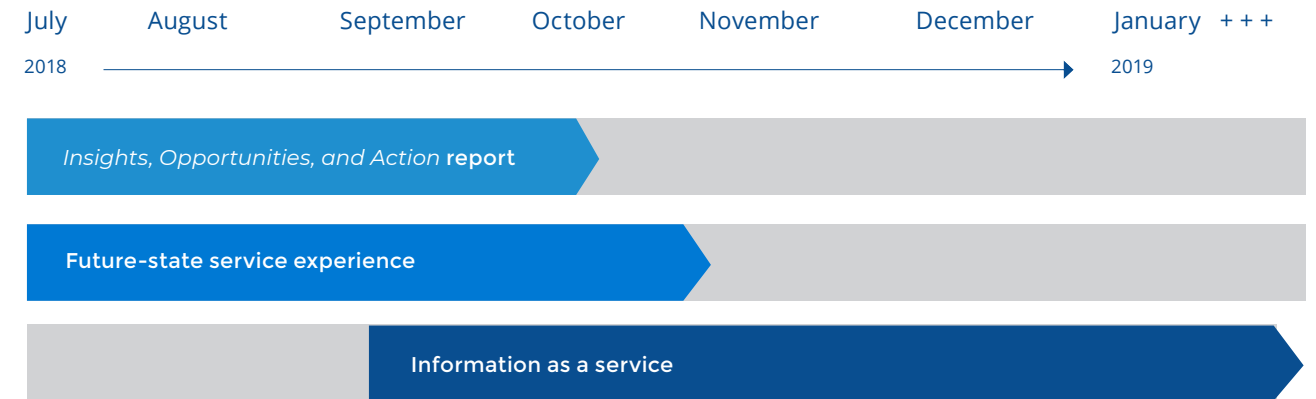 July August September October November December January + + +
2018 2019
Insights, Opportunities, and Action report
Future-state service experience
Information as a service